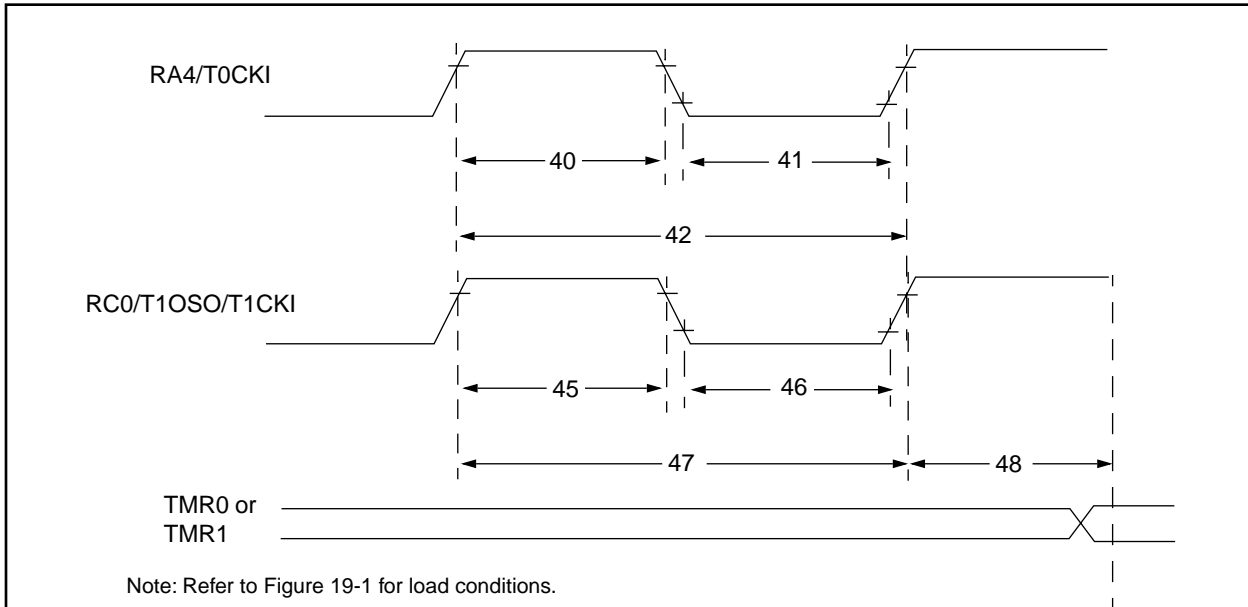 RA4/T0CKI
40
41
42
RC0/T1OSO/T1CKI
45
46
47
48
TMR0 or
TMR1
Note: Refer to Figure 19-1 for load conditions.